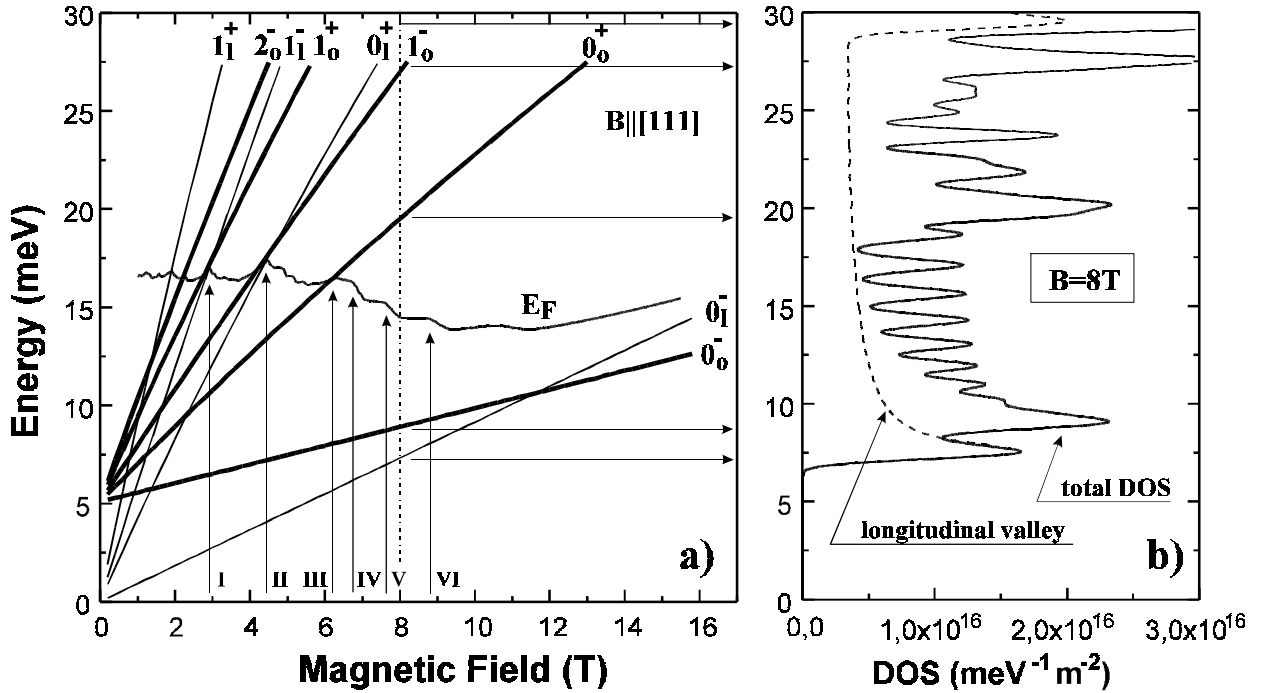 30
25
20
15
10
5
0
Energy (meV)
1l+ 2o- 1l- 1o+ 0l+ 1o- 0o+
B||[111]
EF
0l-
0o-
I II III IV V VI
a)
0 2 4 6 8 10 12 14 16
Magnetic Field (T)
30
25
20
15
10
5
0
B=8T
total DOS
longitudinal valley
b)
0,0 1,0x10^16 2,0x10^16 3,0x10^16
DOS (meV^-1 m^-2)